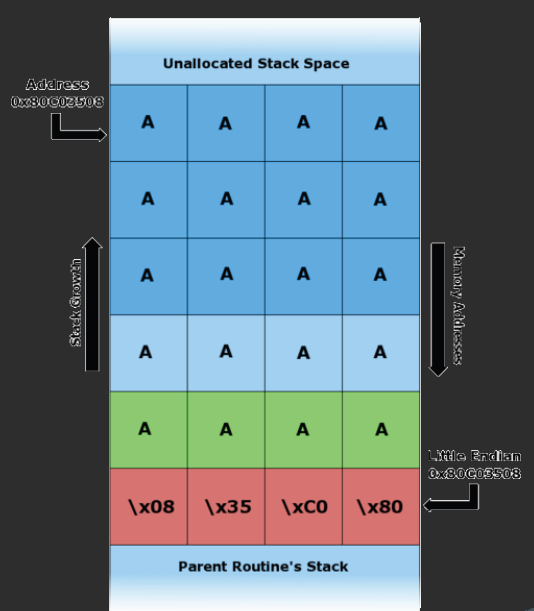 Unallocated Stack Space
Address
0x80C03508
A A A A
A A A A
A A A A
Stack Growth
Memory Addresses
A A A A
A A A A
Little Endian
0x80C03508
\x08 \x35 \xC0 \x80
Parent Routine's Stack